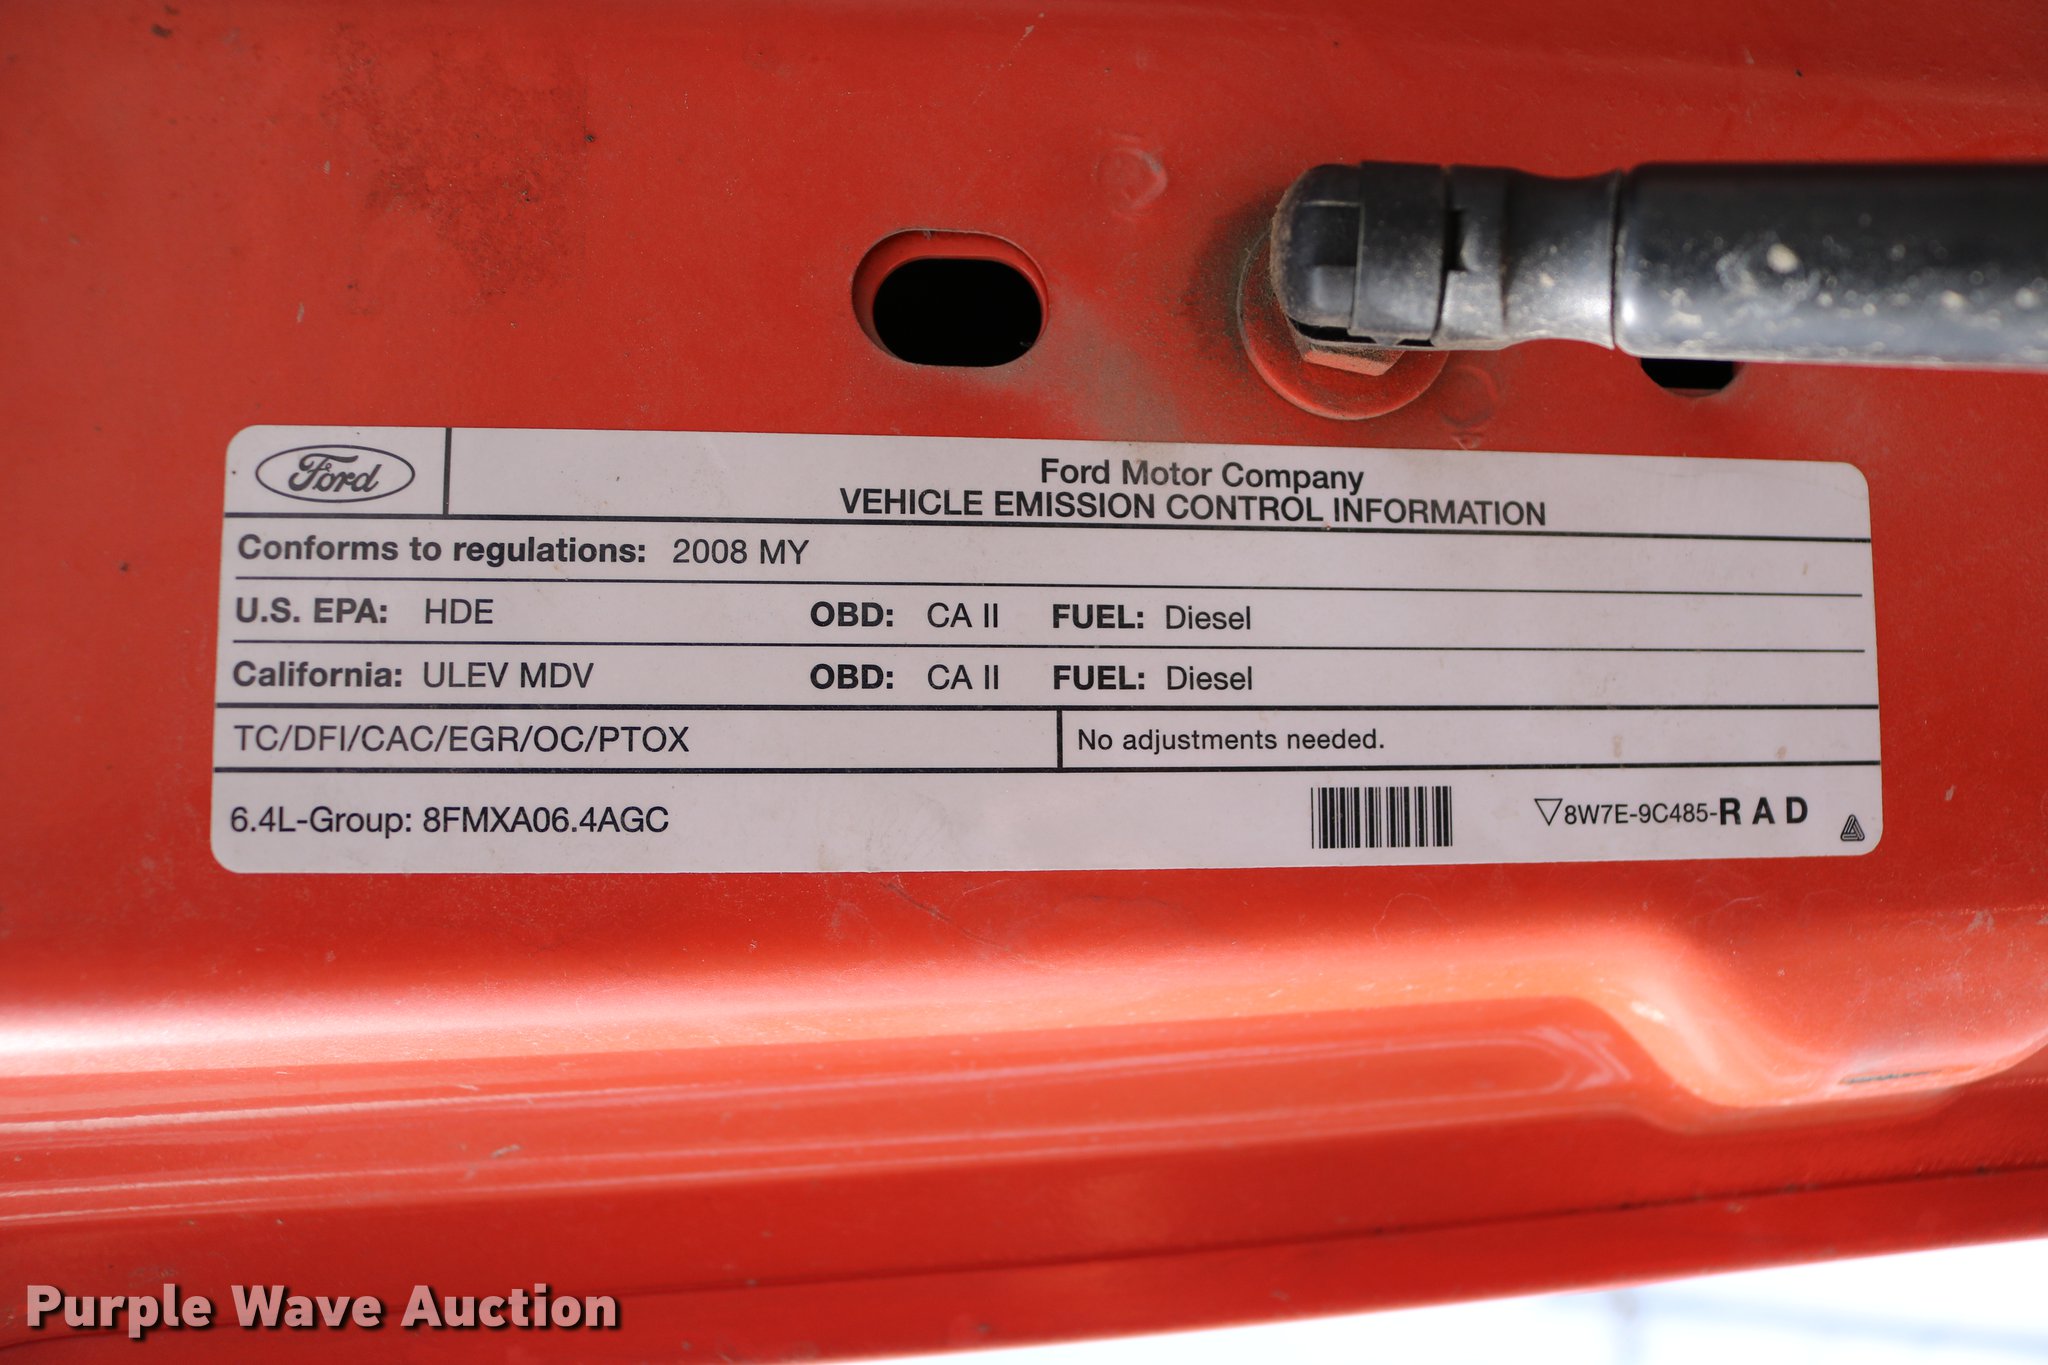 Ford
Ford Motor Company
VEHICLE EMISSION CONTROL INFORMATION
Conforms to regulations: 2008 MY
U.S. EPA: HDE OBD: CA II FUEL: Diesel
California: ULEV MDV OBD: CA II FUEL: Diesel
TC/DFI/CAC/EGR/OC/PTOX No adjustments needed.
6.4L-Group: 8FMXA06.4AGC ▽8W7E-9C485-RAD
Purple Wave Auction